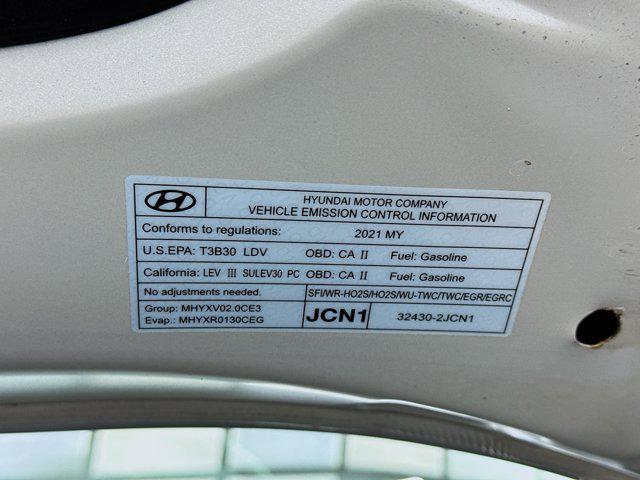 HYUNDAI MOTOR COMPANY
VEHICLE EMISSION CONTROL INFORMATION
Conforms to regulations: 2021 MY
U.S.EPA: T3B30 LDV OBD: CA II Fuel: Gasoline
California: LEV III SULEV30 PC OBD: CA II Fuel: Gasoline
No adjustments needed. SFI/WR-HO2S/HO2S/WU-TWC/TWC/EGR/EGRC
Group: MHYXV02.0CE3
Evap.: MHYXR0130CEG
JCN1 32430-2JCN1